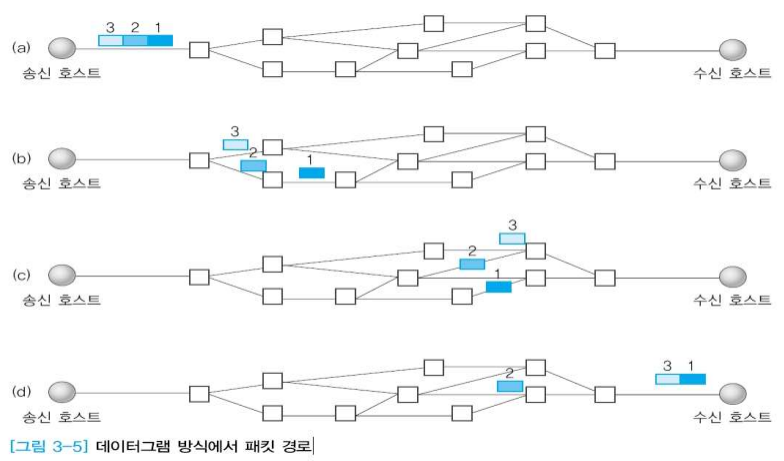 3 2 1
(a)
송신 호스트 수신 호스트
3
2
1
(b)
송신 호스트 수신 호스트
3
2
1
(c)
송신 호스트 수신 호스트
2
3 1
(d)
송신 호스트 수신 호스트
[그림 3-5] 데이터그램 방식에서 패킷 경로